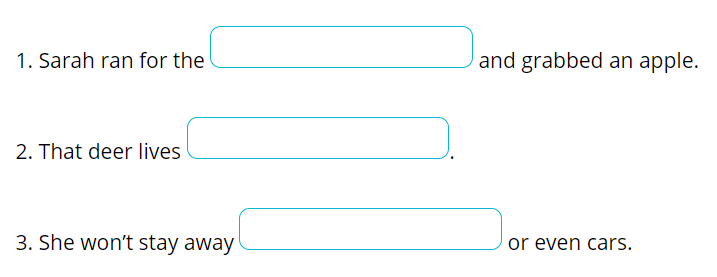 1. Sarah ran for the and grabbed an apple.
2. That deer lives .
3. She won't stay away or even cars.